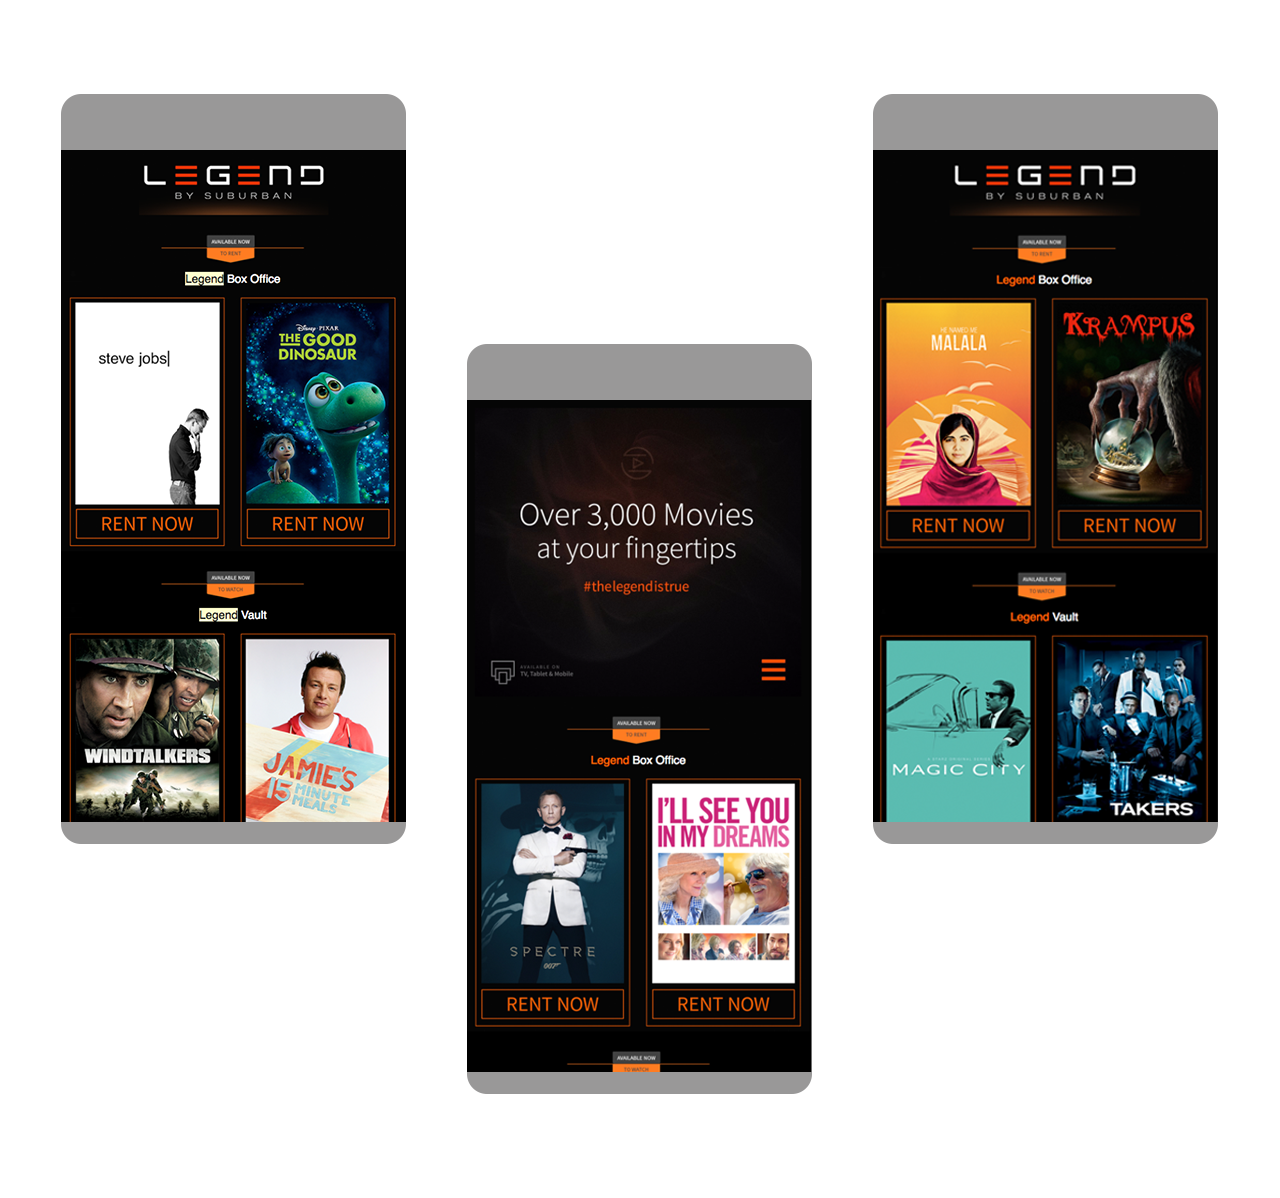 LEGEND
BY SUBURBAN
AVAILABLE NOW
TO RENT
Legend Box Office
steve jobs
Disney · PIXAR
THE GOOD
DINOSAUR
RENT NOW
RENT NOW
AVAILABLE NOW
TO WATCH
Legend Vault
WINDTALKERS
JAMIE'S
15 MINUTE
MEALS
Over 3,000 Movies
at your fingertips
#thelegendistrue
AVAILABLE ON
TV, Tablet & Mobile
AVAILABLE NOW
TO RENT
Legend Box Office
SPECTRE
007
I'LL SEE YOU
IN MY DREAMS
RENT NOW
RENT NOW
AVAILABLE NOW
TO WATCH
LEGEND
BY SUBURBAN
AVAILABLE NOW
TO RENT
Legend Box Office
HE NAMED ME
MALALA
KRAMPUS
RENT NOW
RENT NOW
AVAILABLE NOW
TO WATCH
Legend Vault
MAGIC CITY
TAKERS